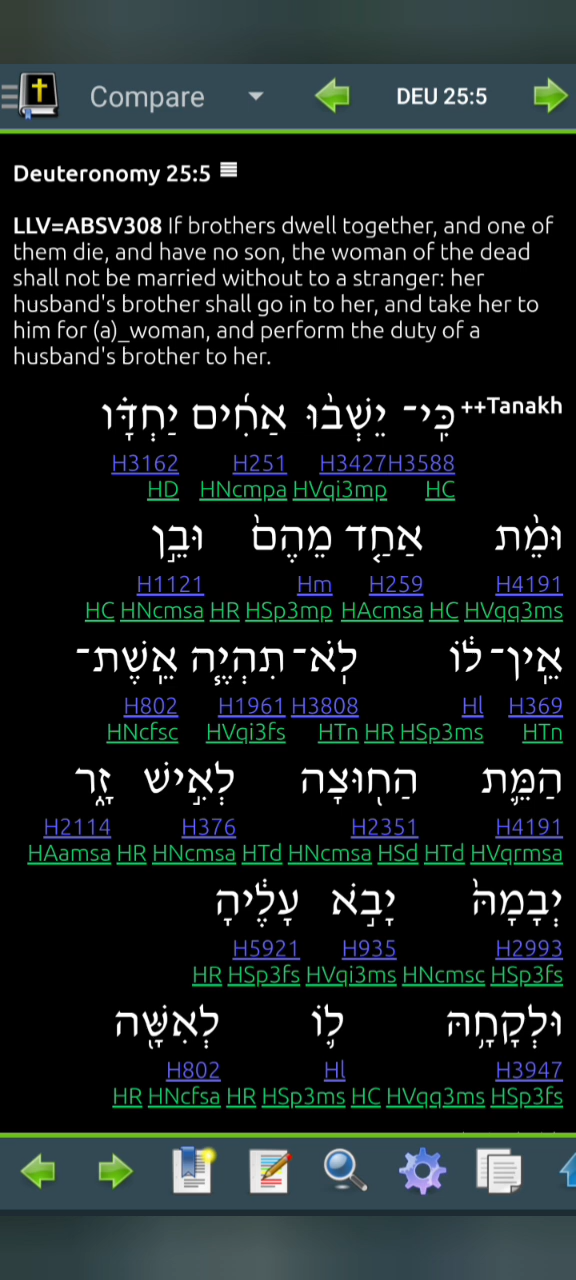 Compare
DEU 25:5
Deuteronomy 25:5
LLV=ABSV308 If brothers dwell together, and one of
them die, and have no son, the woman of the dead
shall not be married without to a stranger: her
husband's brother shall go in to her, and take her to
him for (a)_woman, and perform the duty of a
husband's brother to her.
++Tanakh כִּֽי־ יֵשְׁב֨וּ אַחִ֜ים יַחְדָּ֗ו
H3162 H251 H3427H3588
HD HNcmpa HVqi3mp HC
וּמֵ֨ת אַחַ֤ד מֵהֶם֙ וּבֵ֣ן
H1121 Hm H259 H4191
HC HNcmsa HR HSp3mp HAcmsa HC HVqq3ms
אֵֽין־ ל֔וֹ לֹֽא־ תִהְיֶ֧ה אֵֽשֶׁת־
H802 H1961 H3808 Hl H369
HNcfsc HVqi3fs HTn HR HSp3ms HTn
הַמֵּ֛ת הַח֖וּצָה לְאִ֣ישׁ זָ֑ר
H2114 H376 H2351 H4191
HAamsa HR HNcmsa HTd HNcmsa HSd HTd HVqrmsa
יְבָמָהּ֙ יָבֹ֣א עָלֶ֔יהָ
H5921 H935 H2993
HR HSp3fs HVqi3ms HNcmsc HSp3fs
וּלְקָחָ֥הּ ל֛וֹ לְאִשָּׁ֖ה
H802 Hl H3947
HR HNcfsa HR HSp3ms HC HVqq3ms HSp3fs